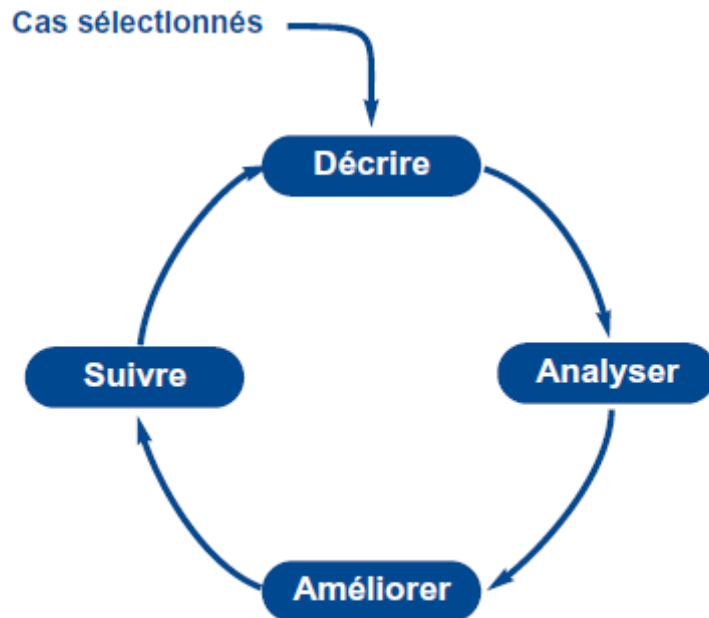 Cas sélectionnés
Décrire
Analyser
Suivre
Améliorer